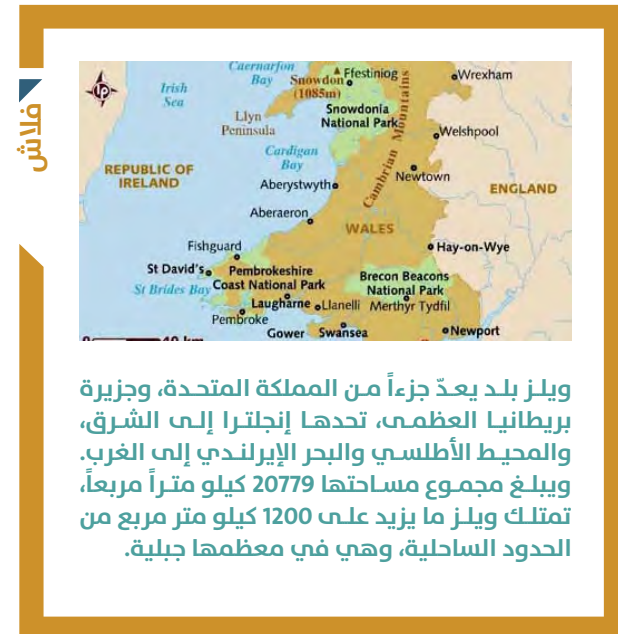 فلاش
Caernarfon
Bay
Ffestiniog
Snowdon
(1085m)
Wrexham
Irish
Sea
Snowdonia
National Park
Llyn
Peninsula
Welshpool
Cardigan
Bay
Cambrian Mountains
REPUBLIC OF
IRELAND
Newtown
Aberystwyth
ENGLAND
Aberaeron
WALES
Fishguard
Hay-on-Wye
St David's
Pembrokeshire
Coast National Park
Brecon Beacons
National Park
St Brides Bay
Laugharne
Llanelli
Merthyr Tydfil
Pembroke
Gower
Swansea
Newport
ويلز بلد يعدّ جزءاً من المملكة المتحدة، وجزيرة
بريطانيا العظمى، تحدها إنجلترا إلى الشرق،
والمحيط الأطلسي والبحر الإيرلندي إلى الغرب.
ويبلغ مجموع مساحتها 20779 كيلو متراً مربعاً،
تمتلك ويلز ما يزيد على 1200 كيلو متر مربع من
الحدود الساحلية، وهي في معظمها جبلية.